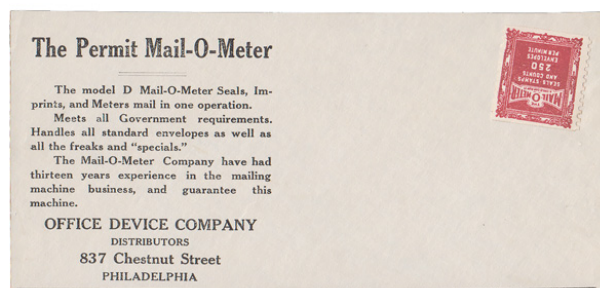 The Permit Mail-O-Meter
The model D Mail-O-Meter Seals, Im-
prints, and Meters mail in one operation.
Meets all Government requirements.
Handles all standard envelopes as well as
all the freaks and “specials.”
The Mail-O-Meter Company have had
thirteen years experience in the mailing
machine business, and guarantee this
machine.
OFFICE DEVICE COMPANY
DISTRIBUTORS
837 Chestnut Street
PHILADELPHIA
MAIL-O-METER
SEALS STAMPS
AND COUNTS
250
ENVELOPES
PER MINUTE